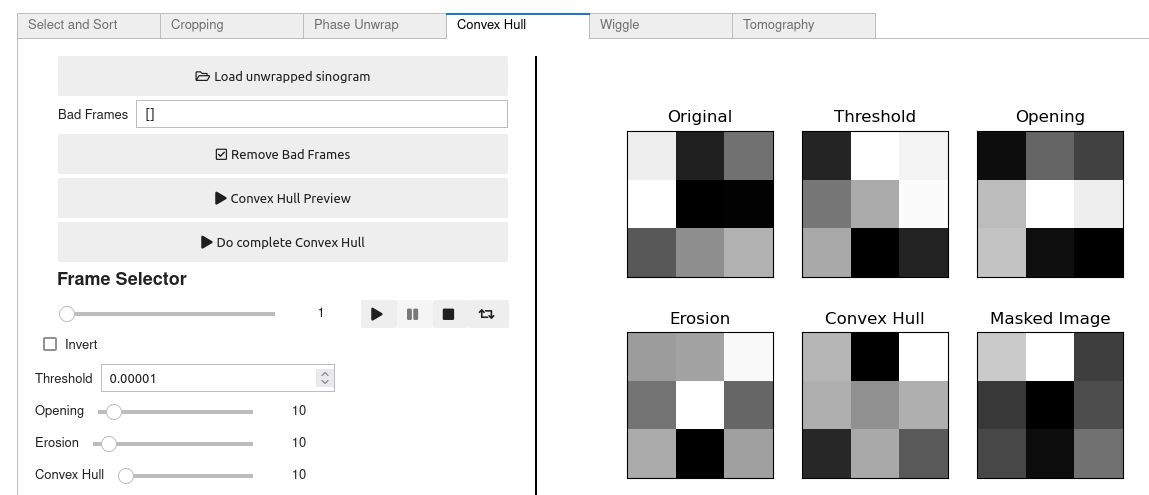 Select and Sort
Cropping
Phase Unwrap
Convex Hull
Wiggle
Tomography
Load unwrapped sinogram
Bad Frames []
Remove Bad Frames
Convex Hull Preview
Do complete Convex Hull
Frame Selector
1
Invert
Threshold 0.00001
Opening 10
Erosion 10
Convex Hull 10
Original
Threshold
Opening
Erosion
Convex Hull
Masked Image